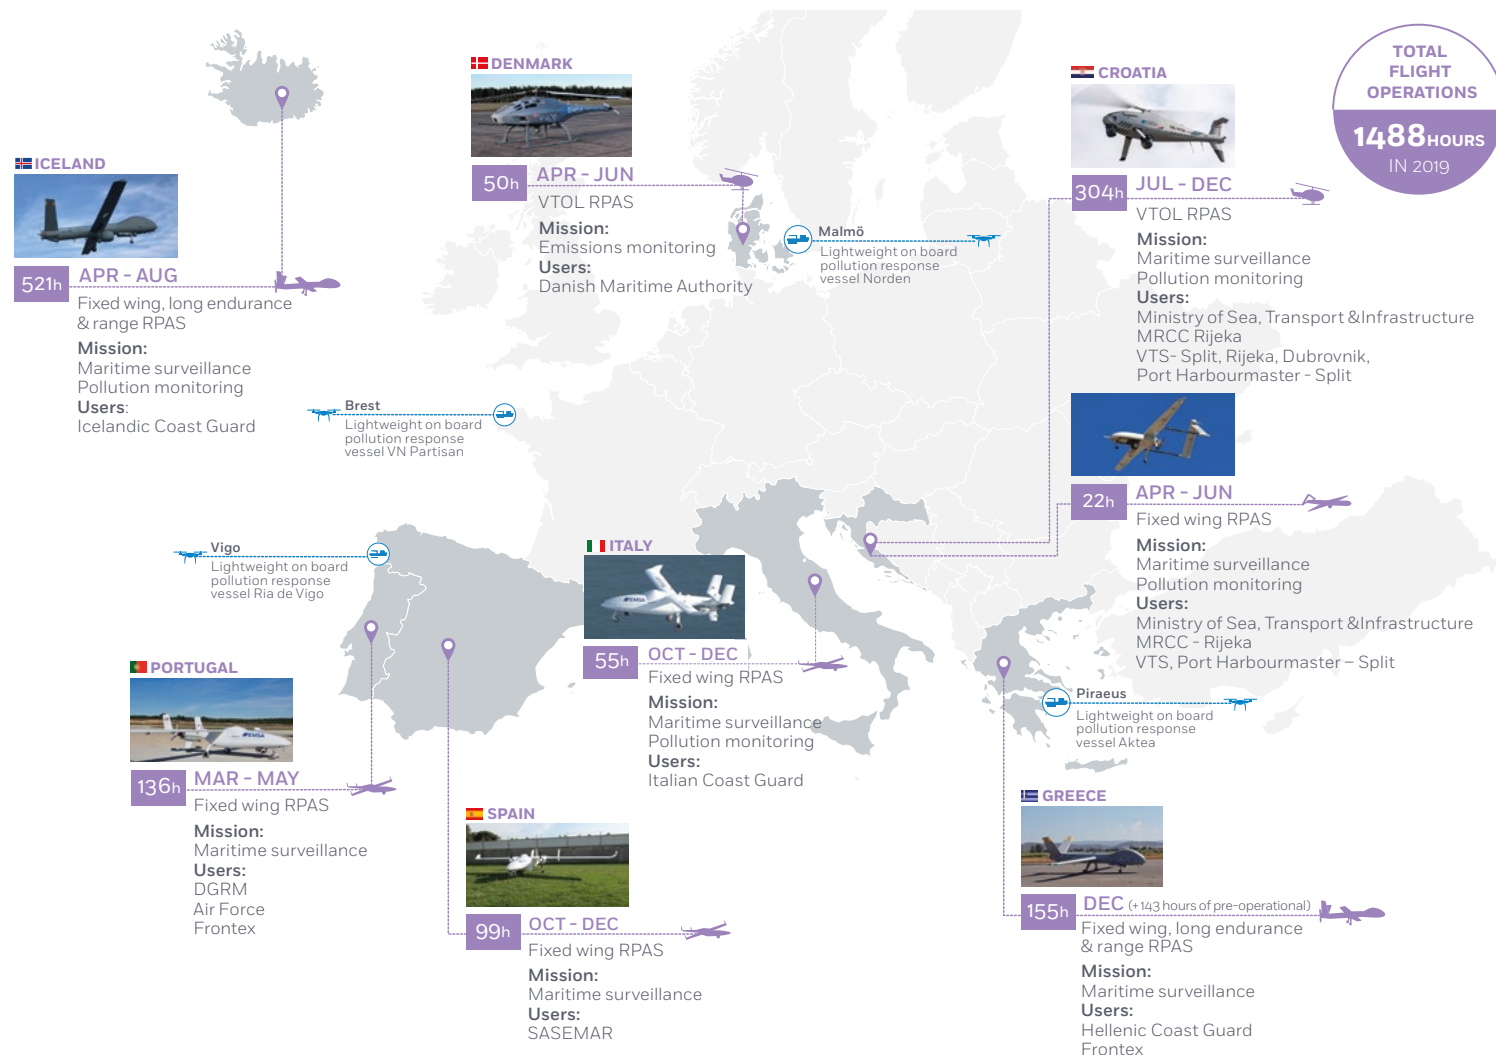 TOTAL
FLIGHT
OPERATIONS
1488 HOURS
IN 2019
ICELAND
521h
APR - AUG
Fixed wing, long endurance
& range RPAS
Mission:
Maritime surveillance
Pollution monitoring
Users:
Icelandic Coast Guard
DENMARK
50h
APR - JUN
VTOL RPAS
Mission:
Emissions monitoring
Users:
Danish Maritime Authority
Malmö
Lightweight on board
pollution response
vessel Norden
CROATIA
304h
JUL - DEC
VTOL RPAS
Mission:
Maritime surveillance
Pollution monitoring
Users:
Ministry of Sea, Transport &Infrastructure
MRCC Rijeka
VTS- Split, Rijeka, Dubrovnik,
Port Harbourmaster - Split
22h
APR - JUN
Fixed wing RPAS
Mission:
Maritime surveillance
Pollution monitoring
Users:
Ministry of Sea, Transport &Infrastructure
MRCC - Rijeka
VTS, Port Harbourmaster – Split
Brest
Lightweight on board
pollution response
vessel VN Partisan
Vigo
Lightweight on board
pollution response
vessel Ria de Vigo
ITALY
EMSA
55h
OCT - DEC
Fixed wing RPAS
Mission:
Maritime surveillance
Pollution monitoring
Users:
Italian Coast Guard
Piraeus
Lightweight on board
pollution response
vessel Aktea
PORTUGAL
EMSA
136h
MAR - MAY
Fixed wing RPAS
Mission:
Maritime surveillance
Users:
DGRM
Air Force
Frontex
SPAIN
99h
OCT - DEC
Fixed wing RPAS
Mission:
Maritime surveillance
Users:
SASEMAR
GREECE
155h
DEC (+143 hours of pre-operational)
Fixed wing, long endurance
& range RPAS
Mission:
Maritime surveillance
Users:
Hellenic Coast Guard
Frontex